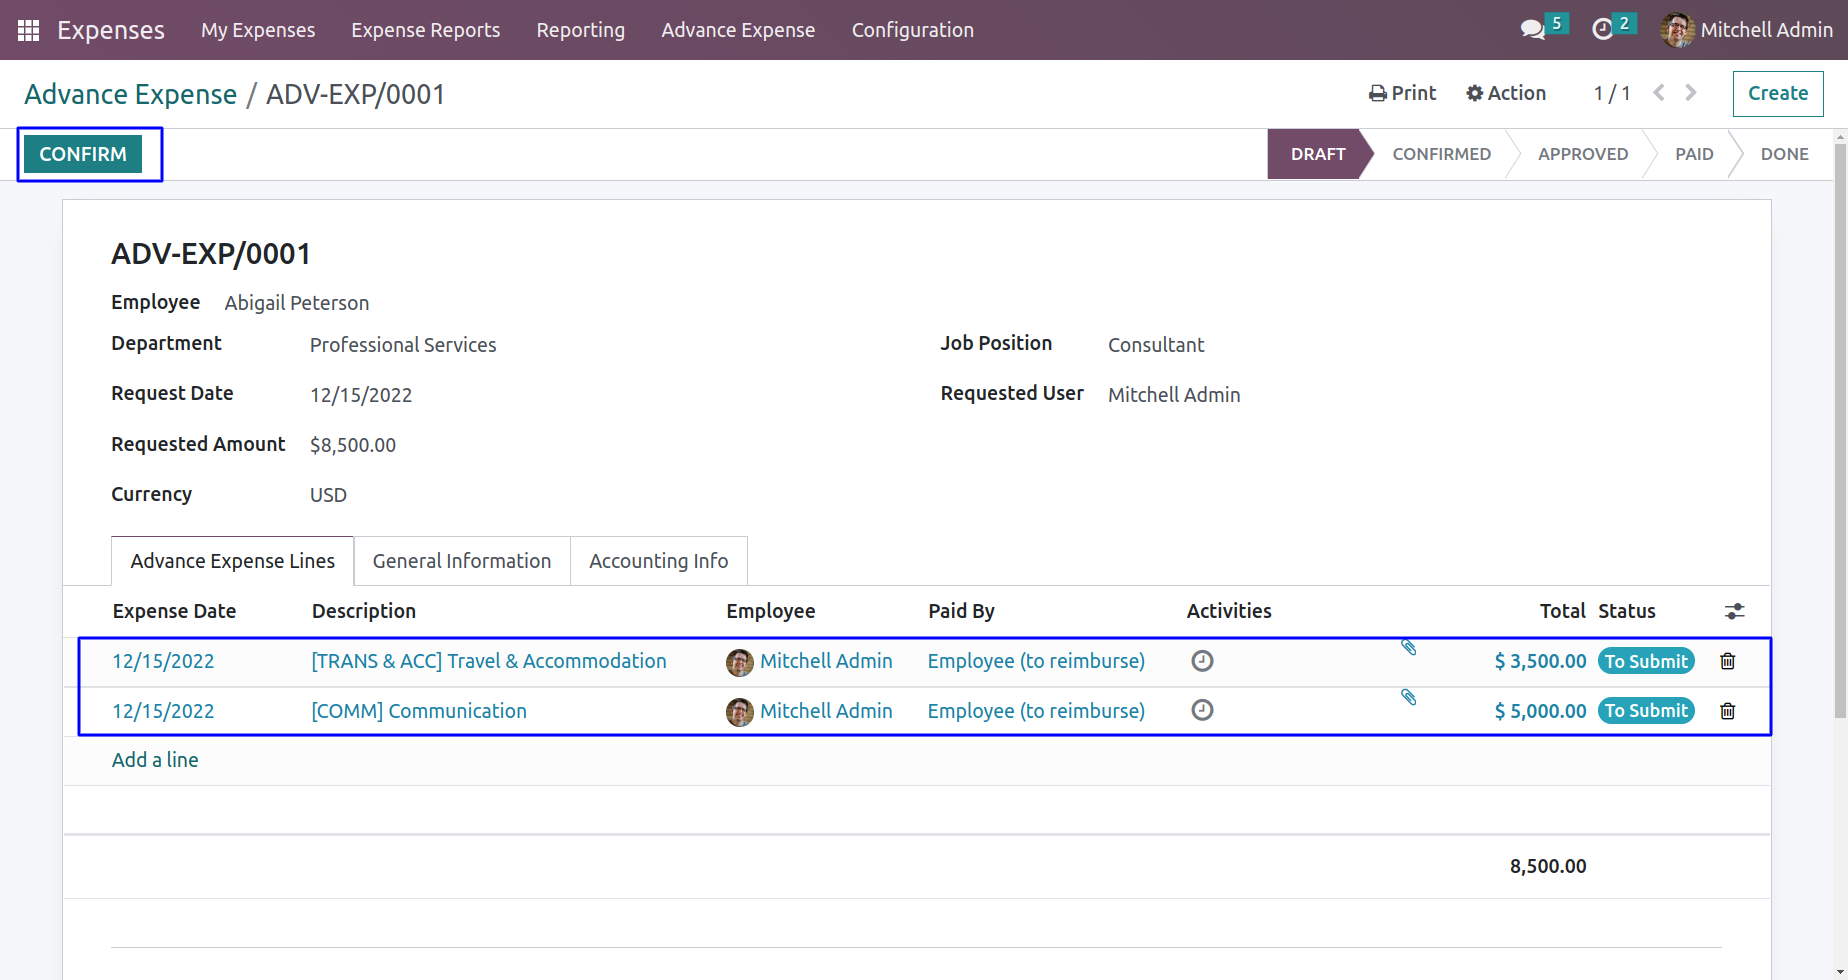 Expenses My Expenses Expense Reports Reporting Advance Expense Configuration 5 2 Mitchell Admin
Advance Expense / ADV-EXP/0001 Print Action 1 / 1 Create
CONFIRM DRAFT CONFIRMED APPROVED PAID DONE
ADV-EXP/0001
Employee Abigail Peterson
Department Professional Services Job Position Consultant
Request Date 12/15/2022 Requested User Mitchell Admin
Requested Amount $8,500.00
Currency USD
Advance Expense Lines General Information Accounting Info
Expense Date Description Employee Paid By Activities Total Status
12/15/2022 [TRANS & ACC] Travel & Accommodation Mitchell Admin Employee (to reimburse) $ 3,500.00 To Submit
12/15/2022 [COMM] Communication Mitchell Admin Employee (to reimburse) $ 5,000.00 To Submit
Add a line
8,500.00